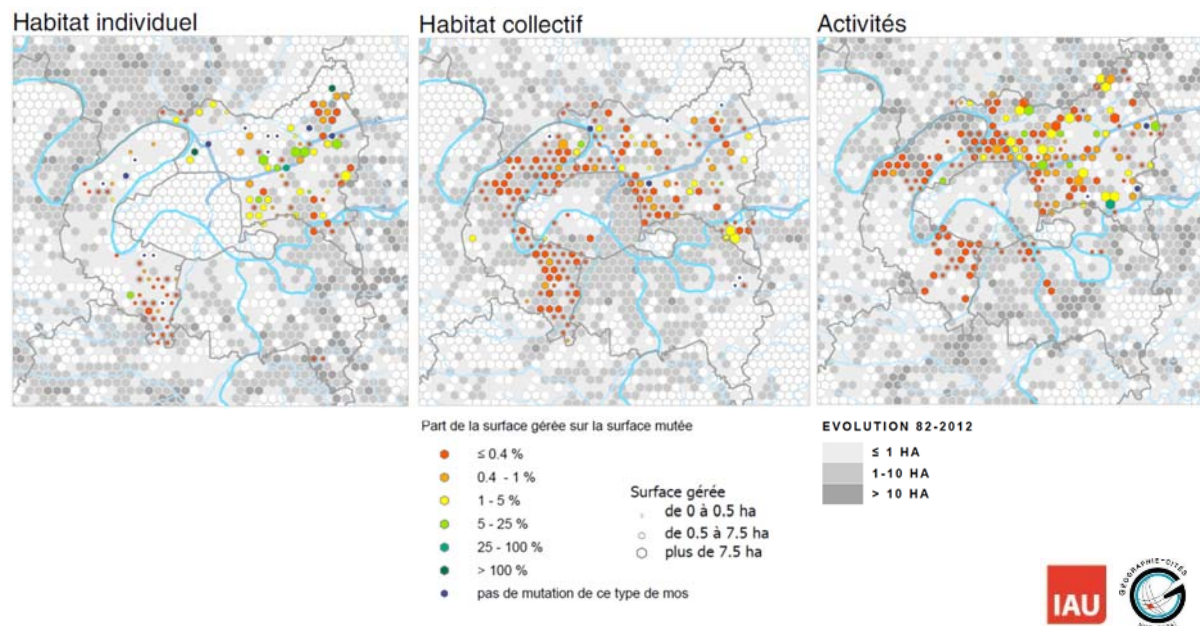 Habitat individuel
Habitat collectif
Activités
Part de la surface gérée sur la surface mutée
≤ 0.4 %
0.4 - 1 %
1 - 5 %
5 - 25 %
25 - 100 %
> 100 %
pas de mutation de ce type de mos
Surface gérée
de 0 à 0.5 ha
de 0.5 à 7.5 ha
plus de 7.5 ha
EVOLUTION 82-2012
≤ 1 HA
1-10 HA
> 10 HA
IAU
GÉOGRAPHIE-CITÉS